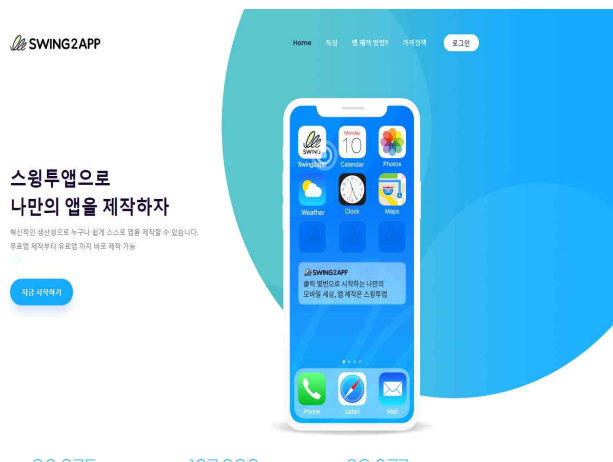 SWING2APP
Home 특징 앱 제작 방법? 가격정책 로그인
스윙투앱으로
나만의 앱을 제작하자
혁신적인 생산성으로 누구나 쉽게 스스로 앱을 제작할 수 있습니다.
무료앱 제작부터 유료앱 까지 바로 제작 가능
지금 시작하기
SWING
Monday
10
Swing2app Calendar Photos
Weather Clock Maps
SWING2APP
클릭 몇번으로 시작하는 나만의
모바일 세상, 앱 제작은 스윙투앱
Phone Safari Mail